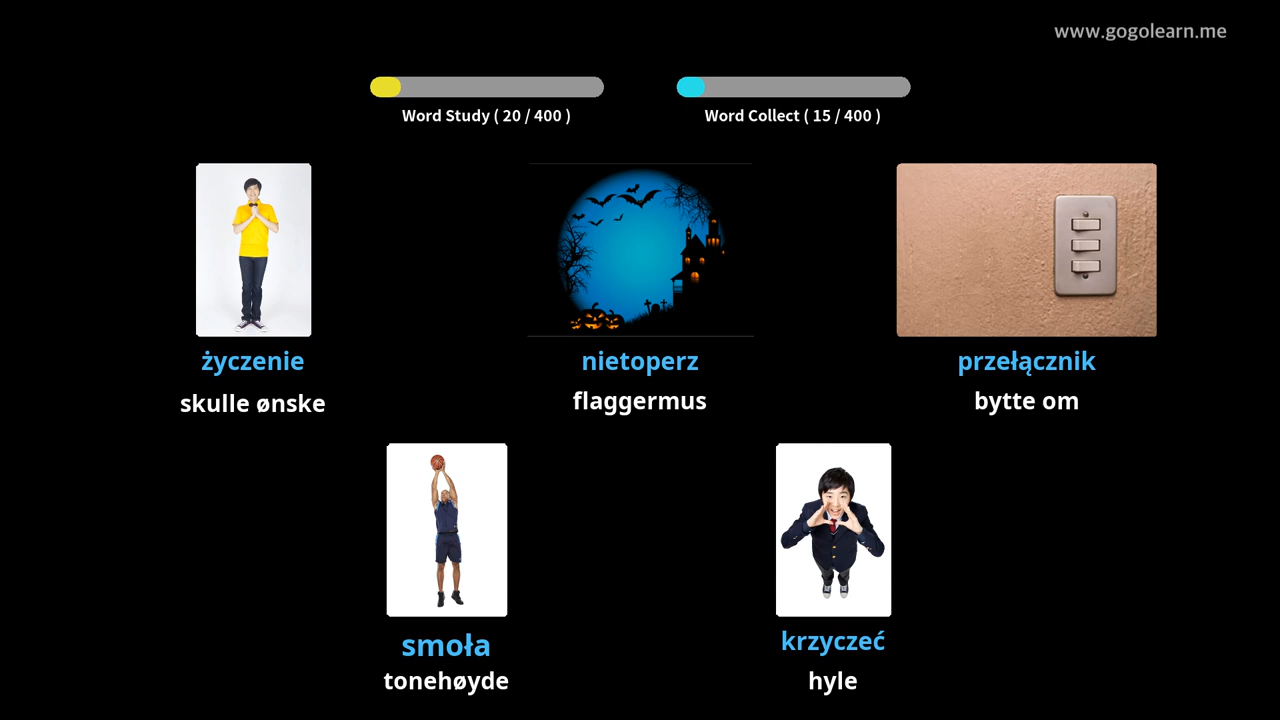 www.gogolearn.me
Word Study ( 20 / 400 )
Word Collect ( 15 / 400 )
życzenie
skulle ønske
nietoperz
flaggermus
przełącznik
bytte om
smoła
tonehøyde
krzyczeć
hyle